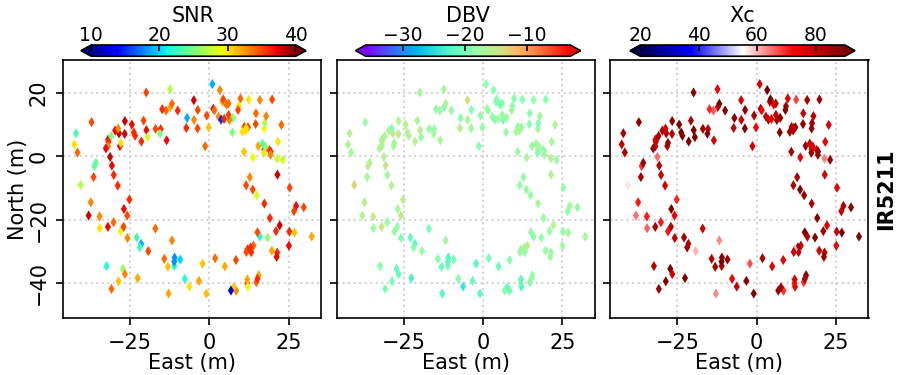 SNR DBV Xc
10 20 30 40 −30 −20 −10 20 40 60 80
North (m)
20
0
−20
−40
IR5211
−25 0 25 −25 0 25 −25 0 25
East (m) East (m) East (m)